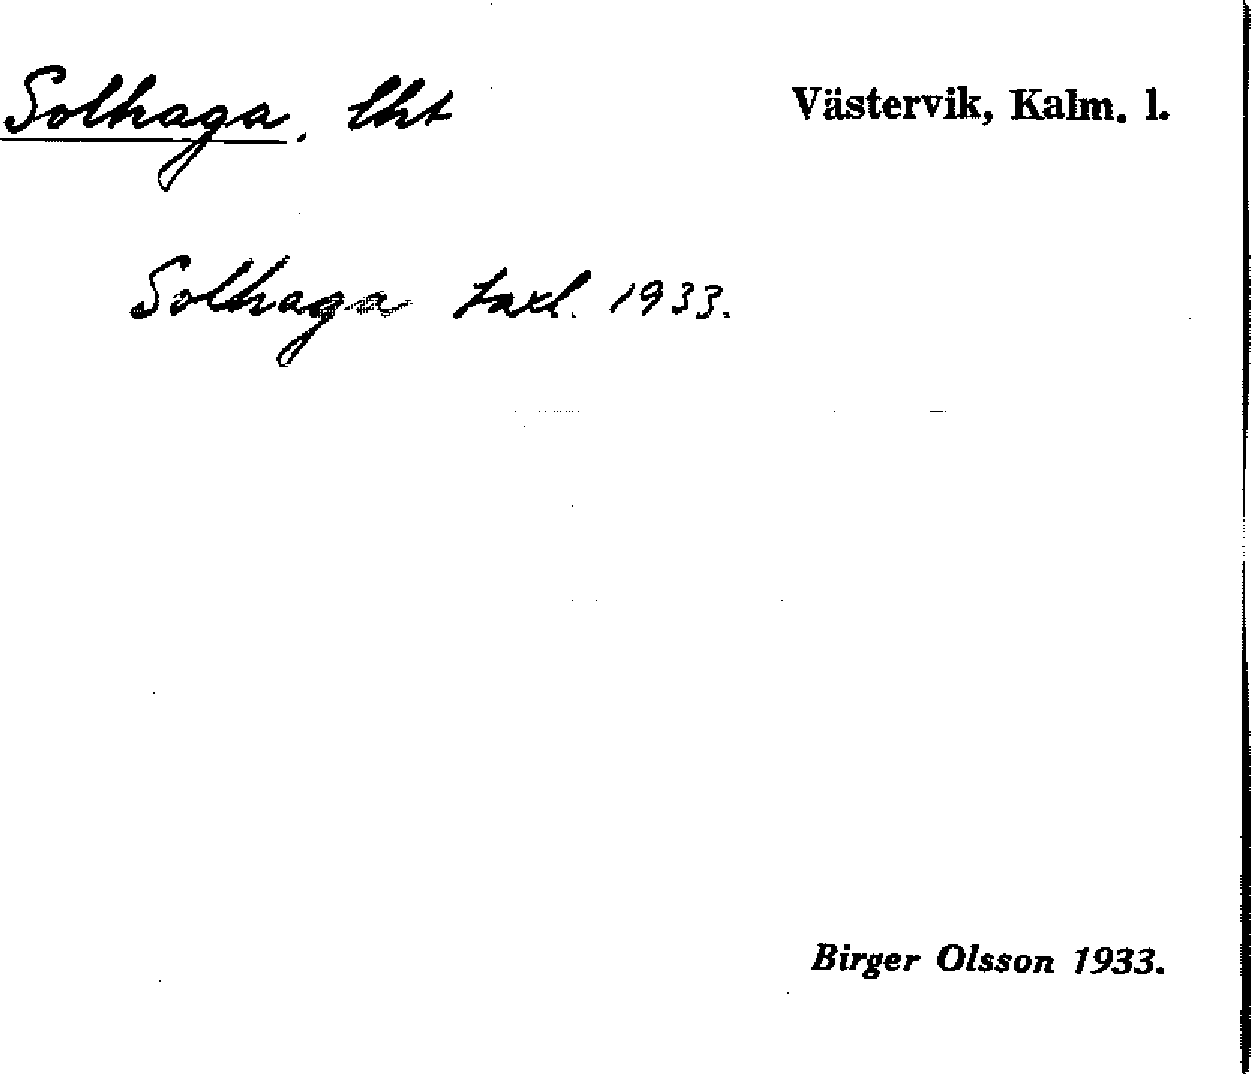 Solhaga, lht Västervik, Kalm. l.
Solhaga taxl. 1933.
Birger Olsson 1933.